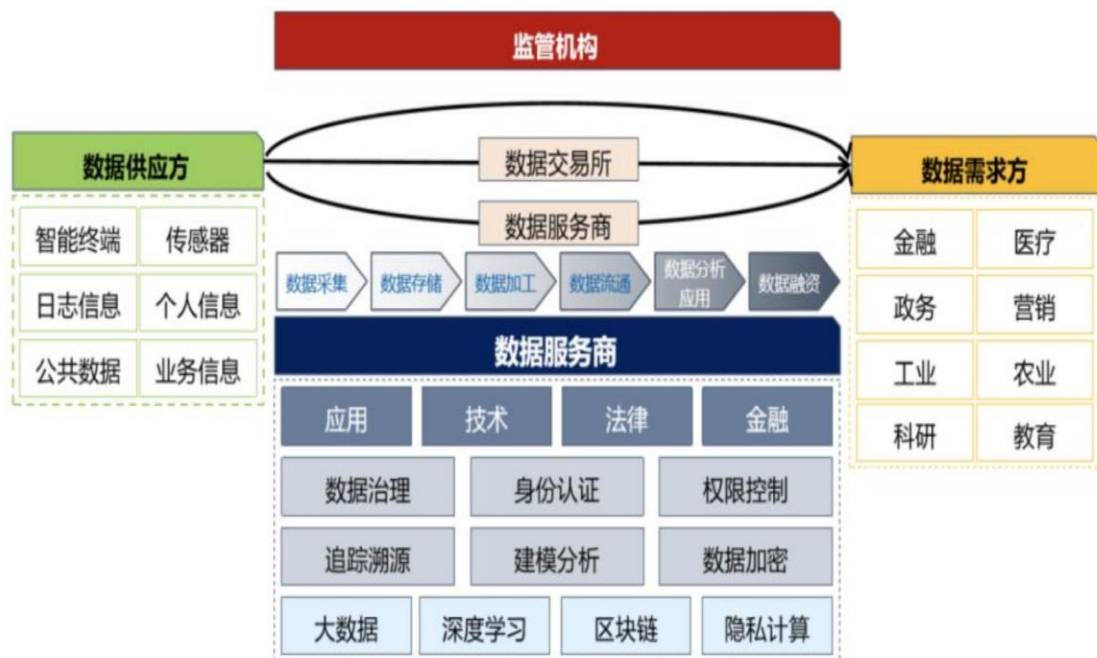 监管机构
数据供应方
智能终端
传感器
日志信息
个人信息
公共数据
业务信息
数据交易所
数据服务商
数据采集
数据存储
数据加工
数据流通
数据分析
应用
数据融资
数据服务商
应用
技术
法律
金融
数据治理
身份认证
权限控制
追踪溯源
建模分析
数据加密
大数据
深度学习
区块链
隐私计算
数据需求方
金融
医疗
政务
营销
工业
农业
科研
教育